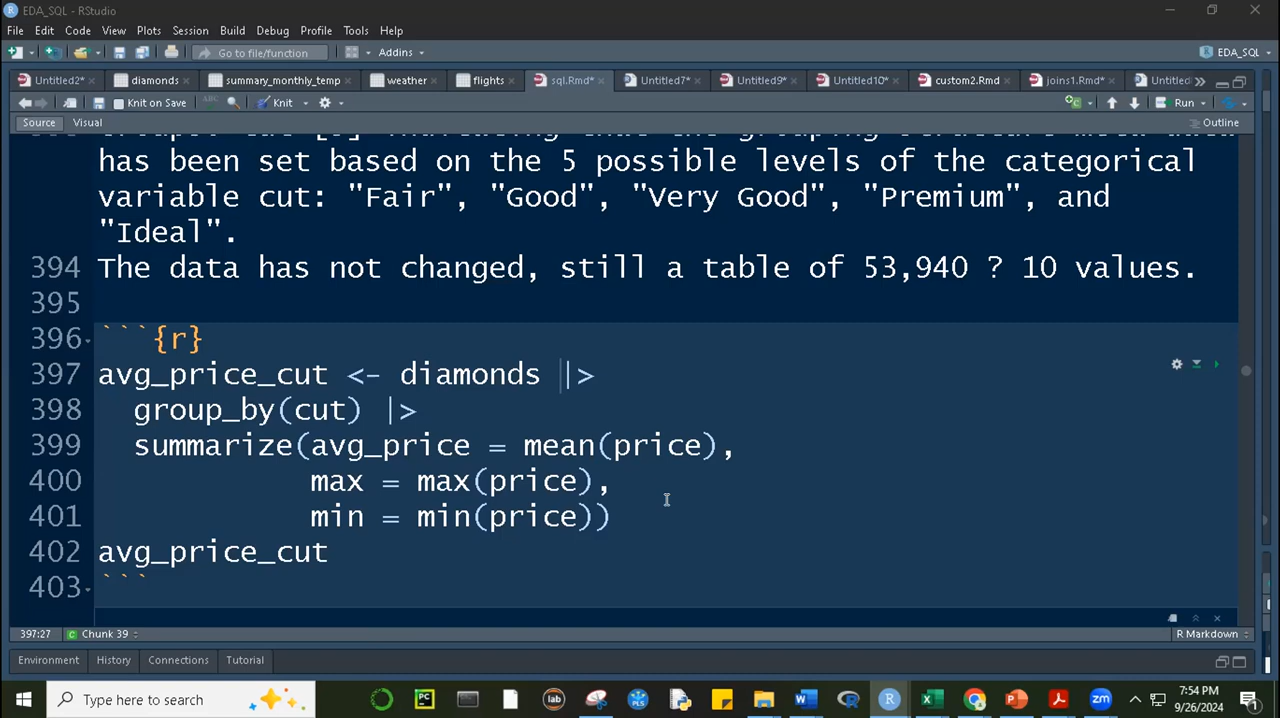 EDA_SQL - RStudio
File Edit Code View Plots Session Build Debug Profile Tools Help
Go to file/function Addins EDA_SQL
Untitled2* diamonds summary_monthly_temp weather flights sql.Rmd* Untitled7* Untitled9* Untitled10* custom2.Rmd joins1.Rmd* Untitled
Knit on Save ABC Knit Run
Source Visual Outline
has been set based on the 5 possible levels of the categorical
variable cut: "Fair", "Good", "Very Good", "Premium", and
"Ideal".
394 The data has not changed, still a table of 53,940 ? 10 values.
395
396 ```{r}
397 avg_price_cut <- diamonds |>
398 group_by(cut) |>
399 summarize(avg_price = mean(price),
400 max = max(price),
401 min = min(price))
402 avg_price_cut
403 ```
397:27 Chunk 39 R Markdown
Environment History Connections Tutorial
Type here to search
7:54 PM
9/26/2024